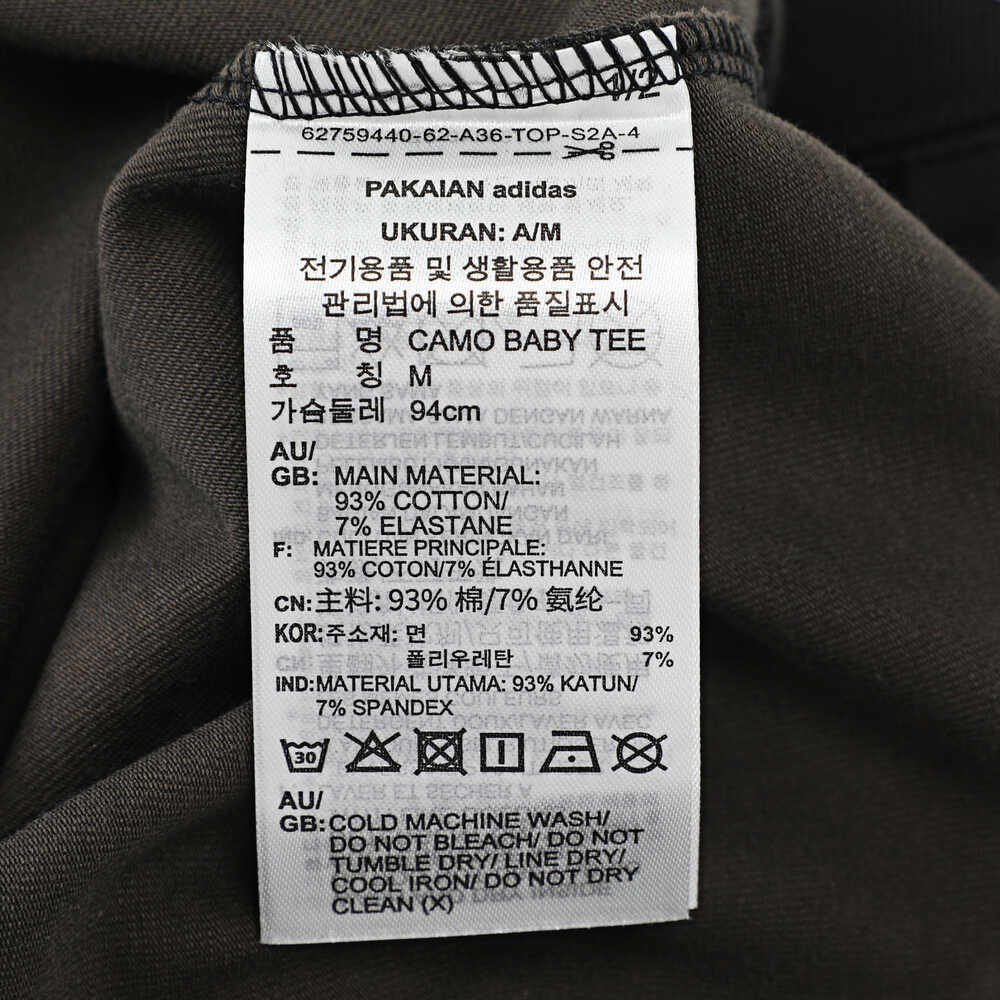 1/2
62759440-62-A36-TOP-S2A-4
PAKAIAN adidas
UKURAN: A/M
전기용품 및 생활용품 안전
관리법에 의한 품질표시
품 명 CAMO BABY TEE
호 칭 M
가슴둘레 94cm
AU/
GB: MAIN MATERIAL:
93% COTTON/
7% ELASTANE
F: MATIERE PRINCIPALE:
93% COTON/7% ÉLASTHANNE
CN: 主料: 93% 棉/7% 氨纶
KOR: 주소재: 면 93%
폴리우레탄 7%
IND: MATERIAL UTAMA: 93% KATUN/
7% SPANDEX
30
AU/
GB: COLD MACHINE WASH/
DO NOT BLEACH/ DO NOT
TUMBLE DRY/ LINE DRY/
COOL IRON/ DO NOT DRY
CLEAN (X)